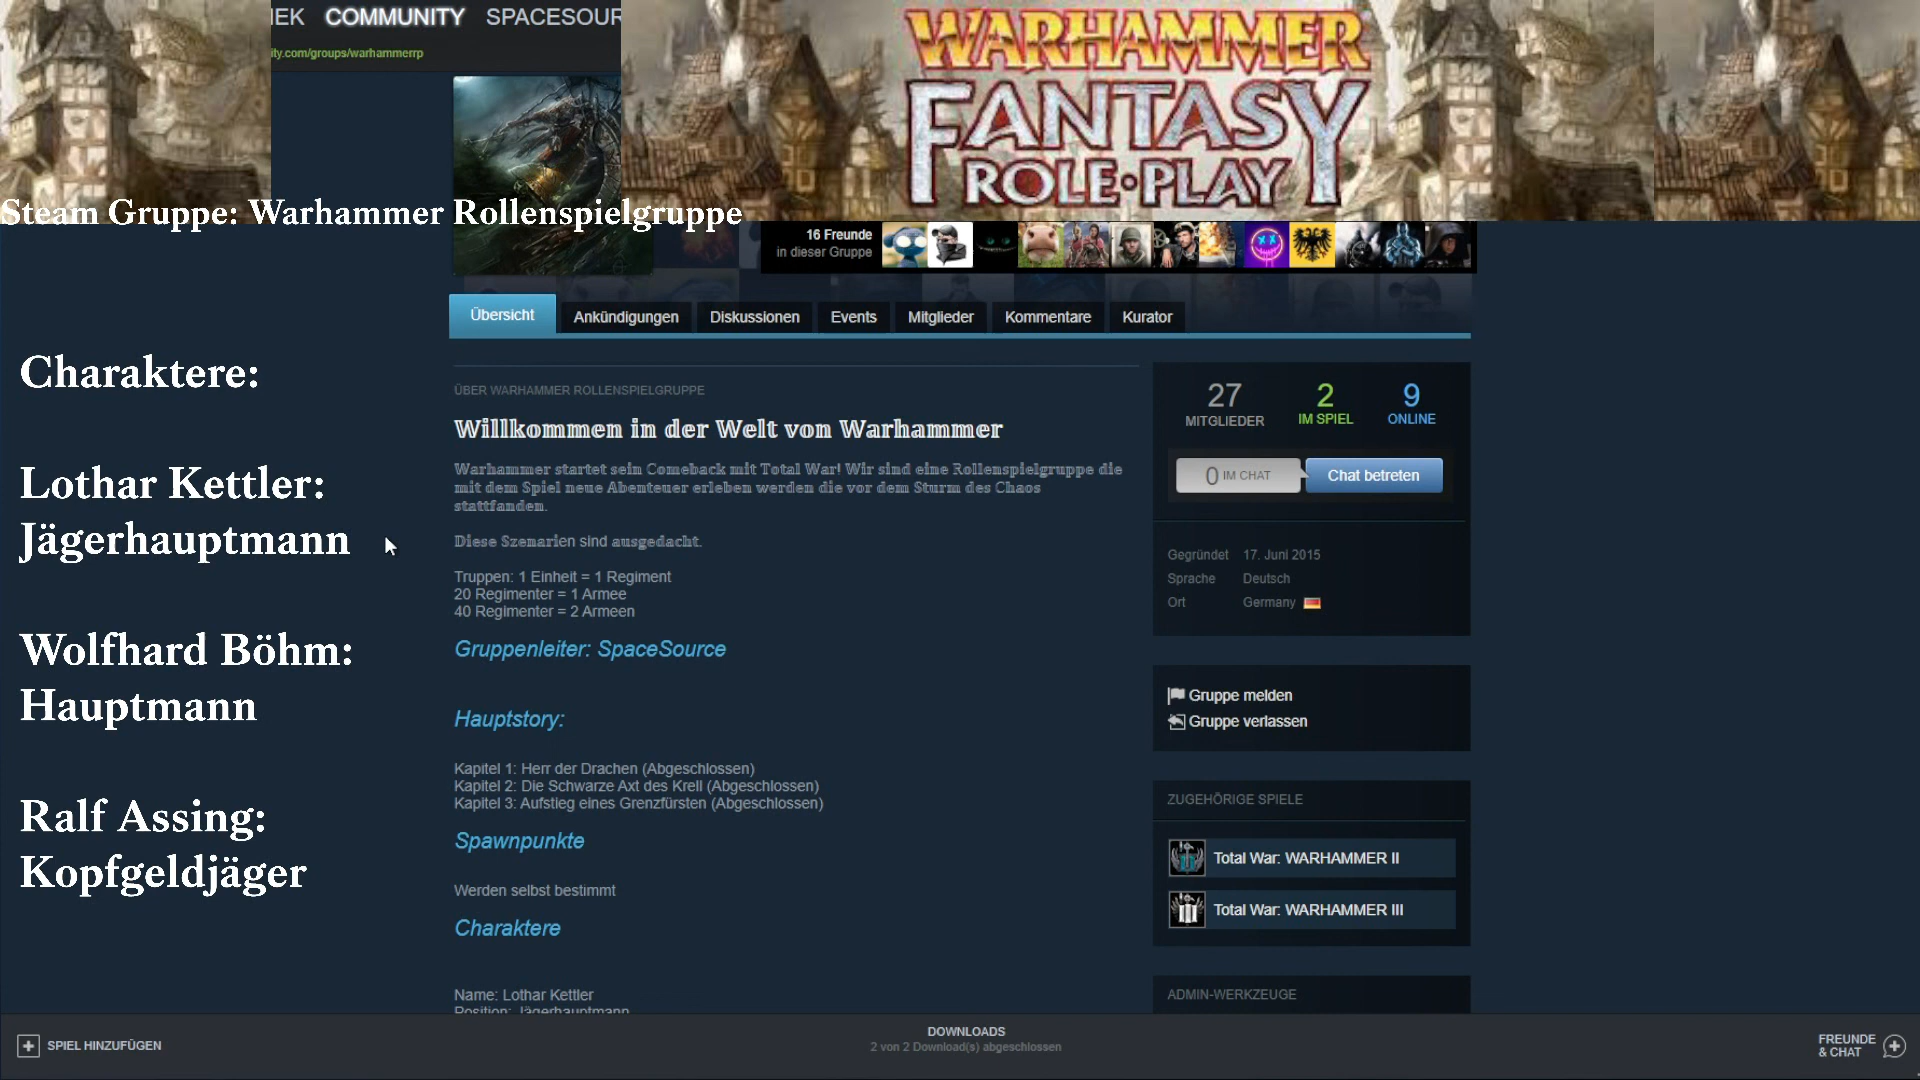 COMMUNITY
WARHAMMER
FANTASY
ROLE·PLAY
ity.com/groups/warhammerrp
Steam Gruppe: Warhammer Rollenspielgruppe
16 Freunde
in dieser Gruppe
Übersicht
Ankündigungen
Diskussionen
Events
Mitglieder
Kommentare
Kurator
Charaktere:
Lothar Kettler:
Jägerhauptmann
Wolfhard Böhm:
Hauptmann
Ralf Assing:
Kopfgeldjäger
ÜBER WARHAMMER ROLLENSPIELGRUPPE
Willkommen in der Welt von Warhammer
Warhammer startet sein Comeback mit Total War! Wir sind eine Rollenspielgruppe die
mit dem Spiel neue Abenteuer erleben werden die vor dem Sturm des Chaos
stattfanden.
Diese Szenarien sind ausgedacht.
Truppen: 1 Einheit = 1 Regiment
20 Regimenter = 1 Armee
40 Regimenter = 2 Armeen
Gruppenleiter: SpaceSource
Hauptstory:
Kapitel 1: Herr der Drachen (Abgeschlossen)
Kapitel 2: Die Schwarze Axt des Krell (Abgeschlossen)
Kapitel 3: Aufstieg eines Grenzfürsten (Abgeschlossen)
Spawnpunkte
Werden selbst bestimmt
Charaktere
Name: Lothar Kettler
Position: Jägerhauptmann
27 MITGLIEDER
2 IM SPIEL
9 ONLINE
0 IM CHAT
Chat betreten
Gegründet 17. Juni 2015
Sprache Deutsch
Ort Germany
Gruppe melden
Gruppe verlassen
ZUGEHÖRIGE SPIELE
Total War: WARHAMMER II
Total War: WARHAMMER III
ADMIN-WERKZEUGE
SPIEL HINZUFÜGEN
DOWNLOADS
2 von 2 Download(s) abgeschlossen
FREUNDE
& CHAT